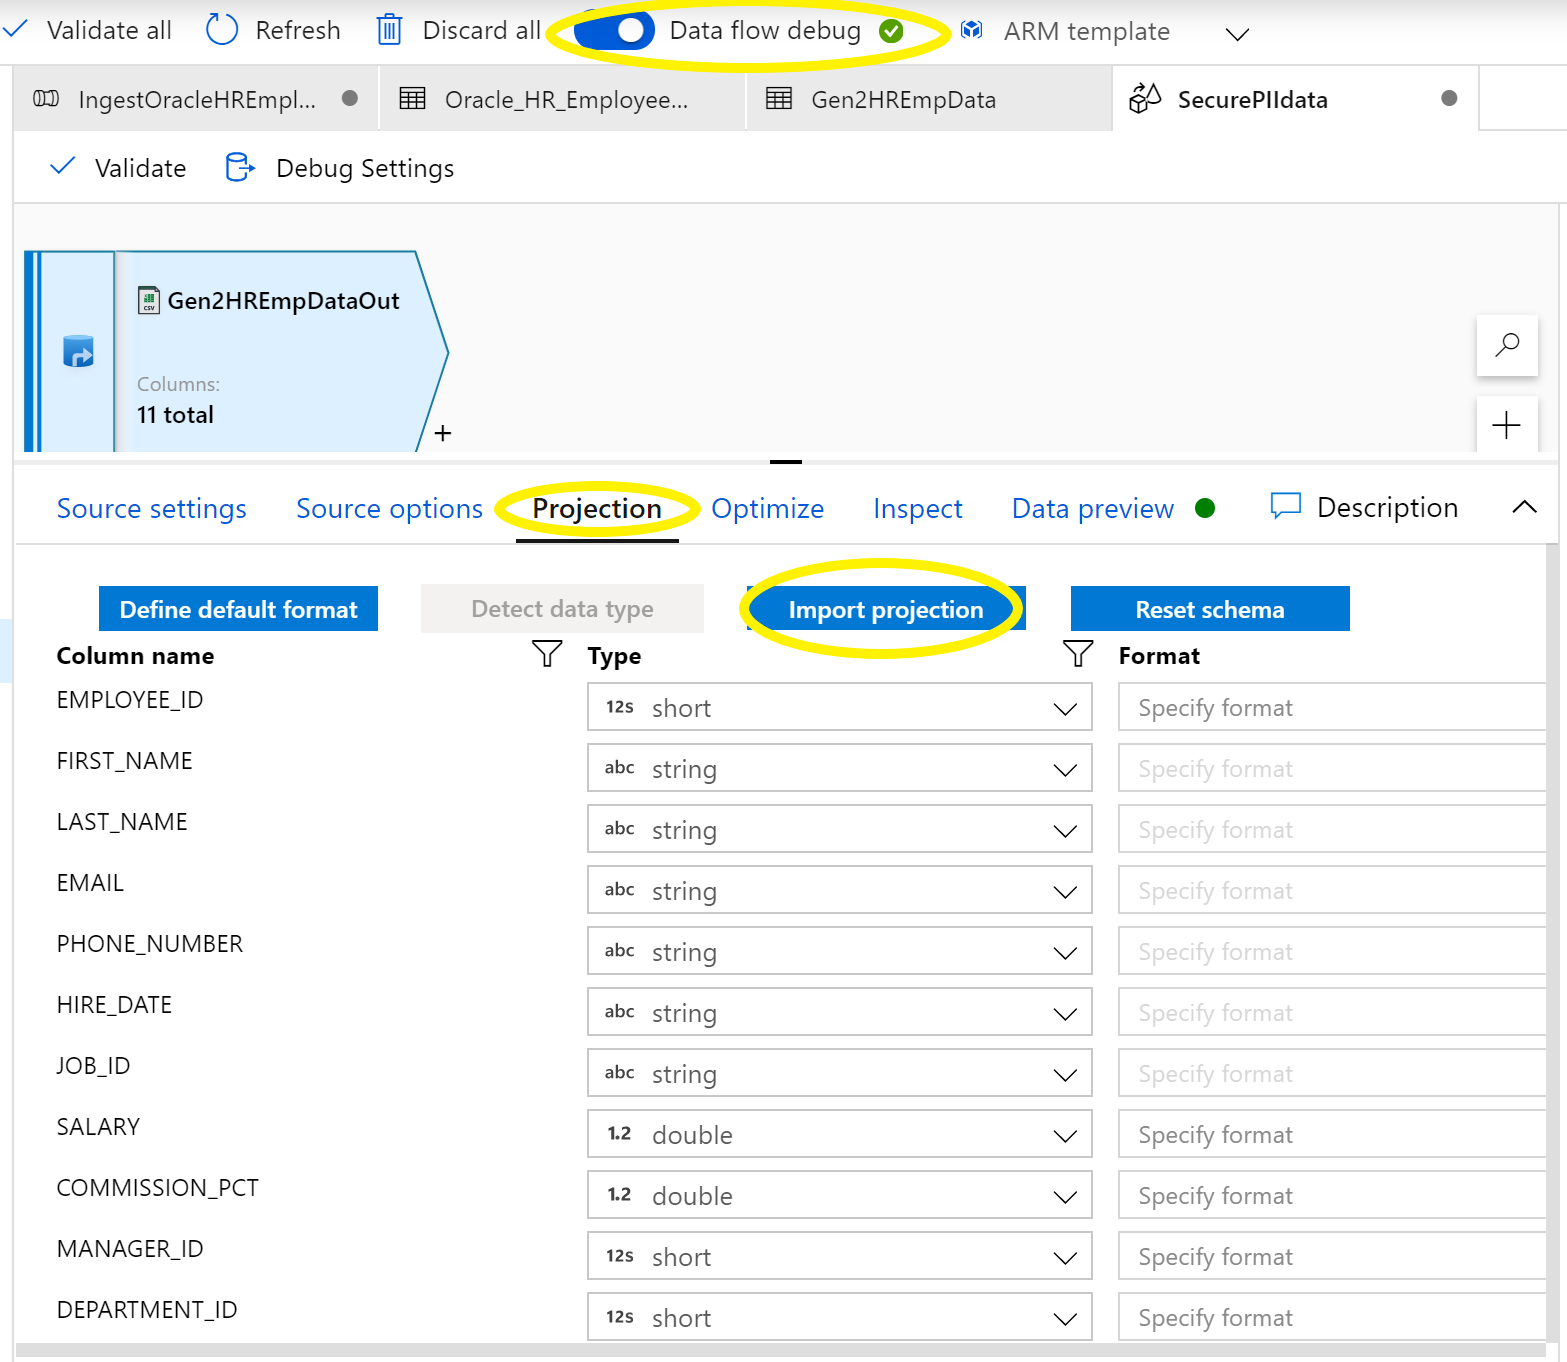 Validate all Refresh Discard all Data flow debug ARM template
IngestOracleHREmpl... Oracle_HR_Employee... Gen2HREmpData SecurePIIdata
Validate Debug Settings
CSV Gen2HREmpDataOut
Columns:
11 total
+
Source settings Source options Projection Optimize Inspect Data preview Description
Define default format Detect data type Import projection Reset schema
Column name Type Format
EMPLOYEE_ID 12s short Specify format
FIRST_NAME abc string Specify format
LAST_NAME abc string Specify format
EMAIL abc string Specify format
PHONE_NUMBER abc string Specify format
HIRE_DATE abc string Specify format
JOB_ID abc string Specify format
SALARY 1.2 double Specify format
COMMISSION_PCT 1.2 double Specify format
MANAGER_ID 12s short Specify format
DEPARTMENT_ID 12s short Specify format